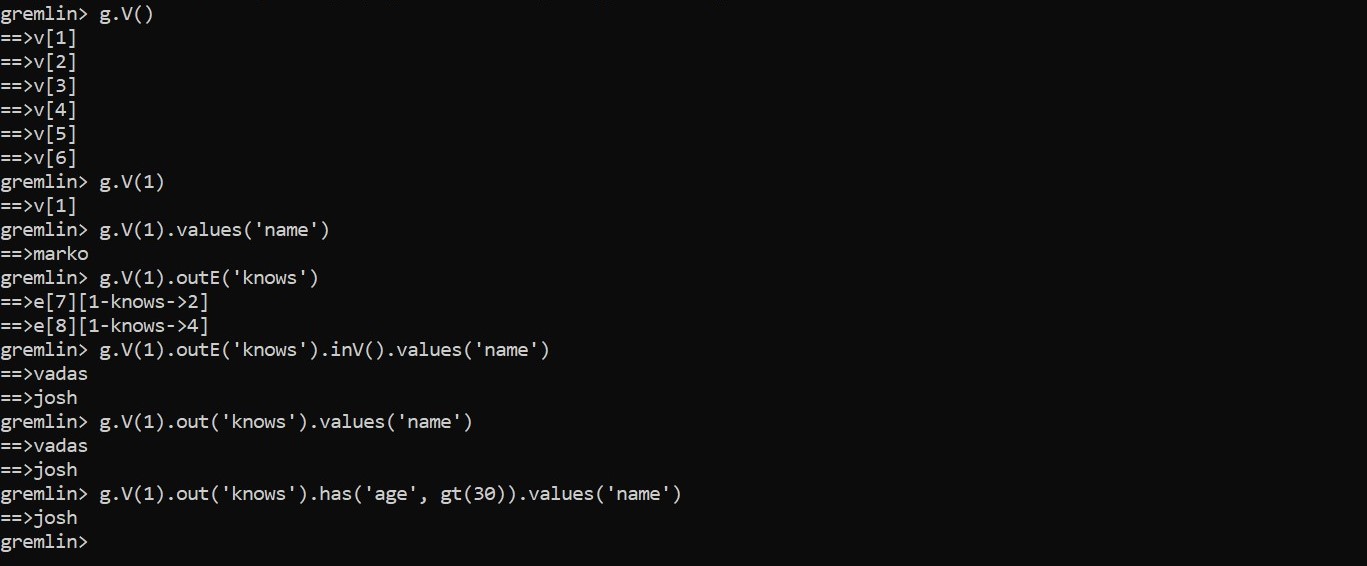 gremlin> g.V()
==>v[1]
==>v[2]
==>v[3]
==>v[4]
==>v[5]
==>v[6]
gremlin> g.V(1)
==>v[1]
gremlin> g.V(1).values('name')
==>marko
gremlin> g.V(1).outE('knows')
==>e[7][1-knows->2]
==>e[8][1-knows->4]
gremlin> g.V(1).outE('knows').inV().values('name')
==>vadas
==>josh
gremlin> g.V(1).out('knows').values('name')
==>vadas
==>josh
gremlin> g.V(1).out('knows').has('age', gt(30)).values('name')
==>josh
gremlin>